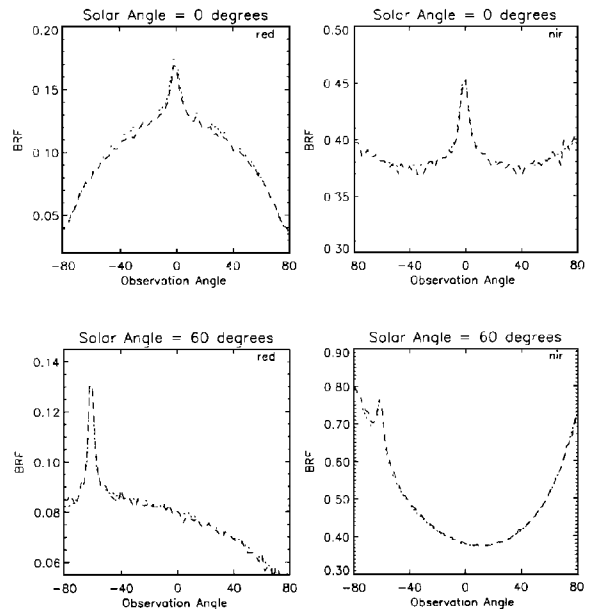 Solar Angle = 0 degrees
red
0.20
0.15
0.10
0.05
BRF
-80 -40 0 40 80
Observation Angle
Solar Angle = 0 degrees
nir
0.50
0.45
0.40
0.35
0.30
BRF
-80 -40 0 40 80
Observation Angle
Solar Angle = 60 degrees
red
0.14
0.12
0.10
0.08
0.06
BRF
-80 -40 0 40 80
Observation Angle
Solar Angle = 60 degrees
nir
0.90
0.80
0.70
0.60
0.50
0.40
0.30
BRF
-80 -40 0 40 80
Observation Angle